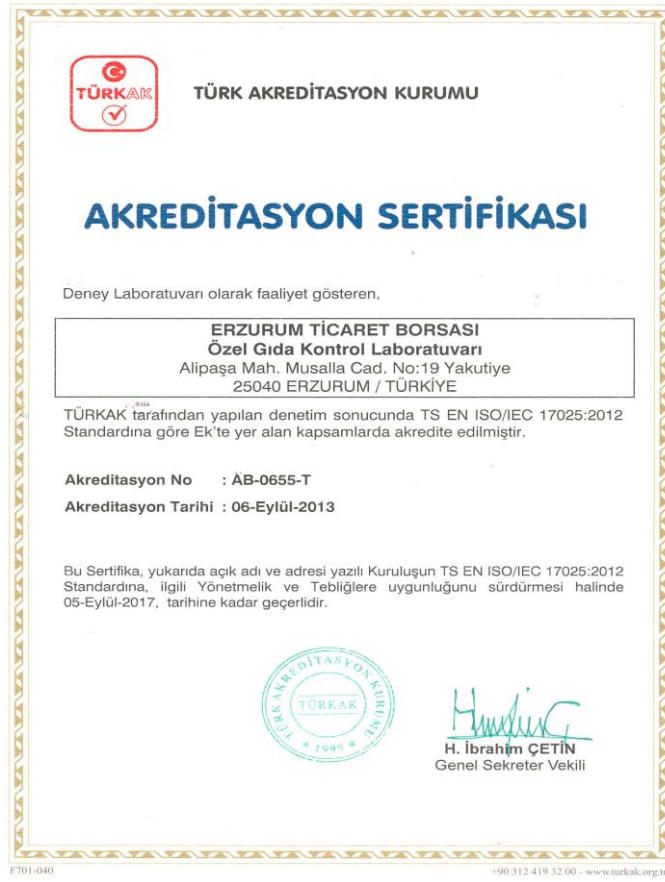 TÜRKAK
TÜRK AKREDİTASYON KURUMU
AKREDİTASYON SERTİFİKASI
Deney Laboratuvarı olarak faaliyet gösteren,
ERZURUM TİCARET BORSASI
Özel Gıda Kontrol Laboratuvarı
Alipaşa Mah. Musalla Cad. No:19 Yakutiye
25040 ERZURUM / TÜRKİYE
TÜRKAK tarafından yapılan denetim sonucunda TS EN ISO/IEC 17025:2012
Standardına göre Ek'te yer alan kapsamlarda akredite edilmiştir.
Akreditasyon No : AB-0655-T
Akreditasyon Tarihi : 06-Eylül-2013
Bu Sertifika, yukarıda açık adı ve adresi yazılı Kuruluşun TS EN ISO/IEC 17025:2012
Standardına, ilgili Yönetmelik ve Tebliğlere uygunluğunu sürdürmesi halinde
05-Eylül-2017, tarihine kadar geçerlidir.
TÜRK AKREDİTASYON KURUMU
TÜRKAK
* 1999 *
H. İbrahim ÇETİN
Genel Sekreter Vekili
F701-040
+90 312 419 32 00 - www.turkak.org.tr